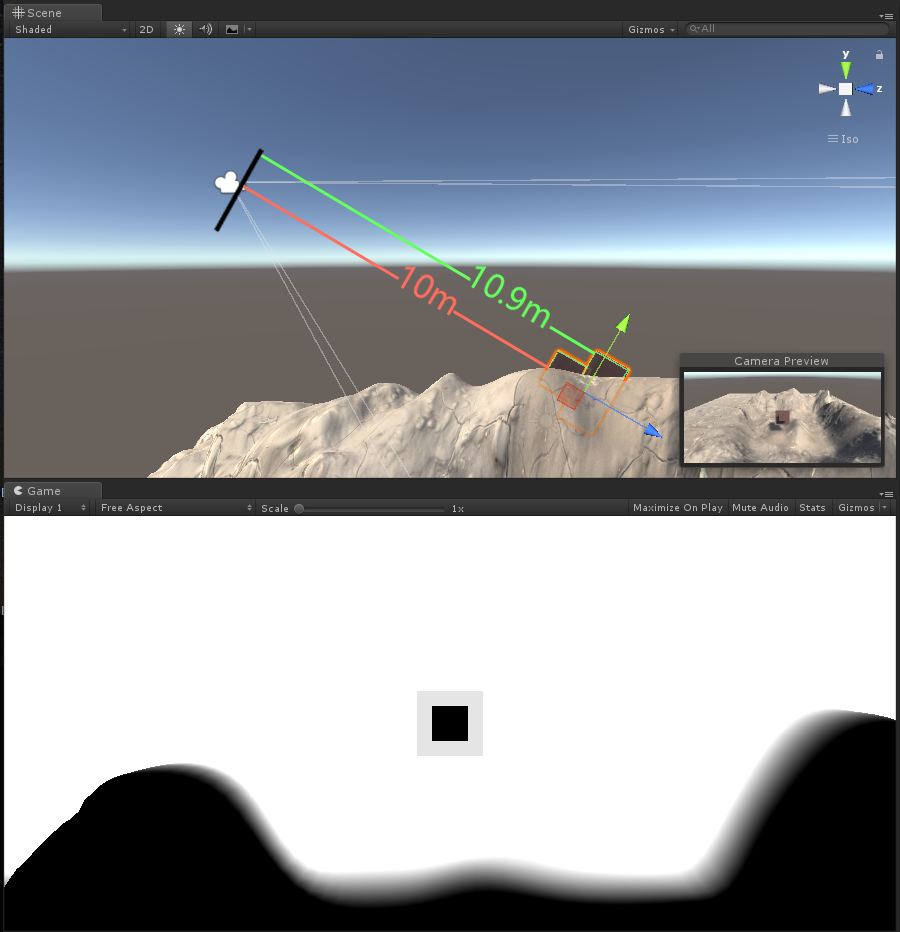 Scene
Shaded
2D
Gizmos
All
y
z
Iso
10m
10.9m
Camera Preview
Game
Display 1
Free Aspect
Scale
1x
Maximize On Play
Mute Audio
Stats
Gizmos